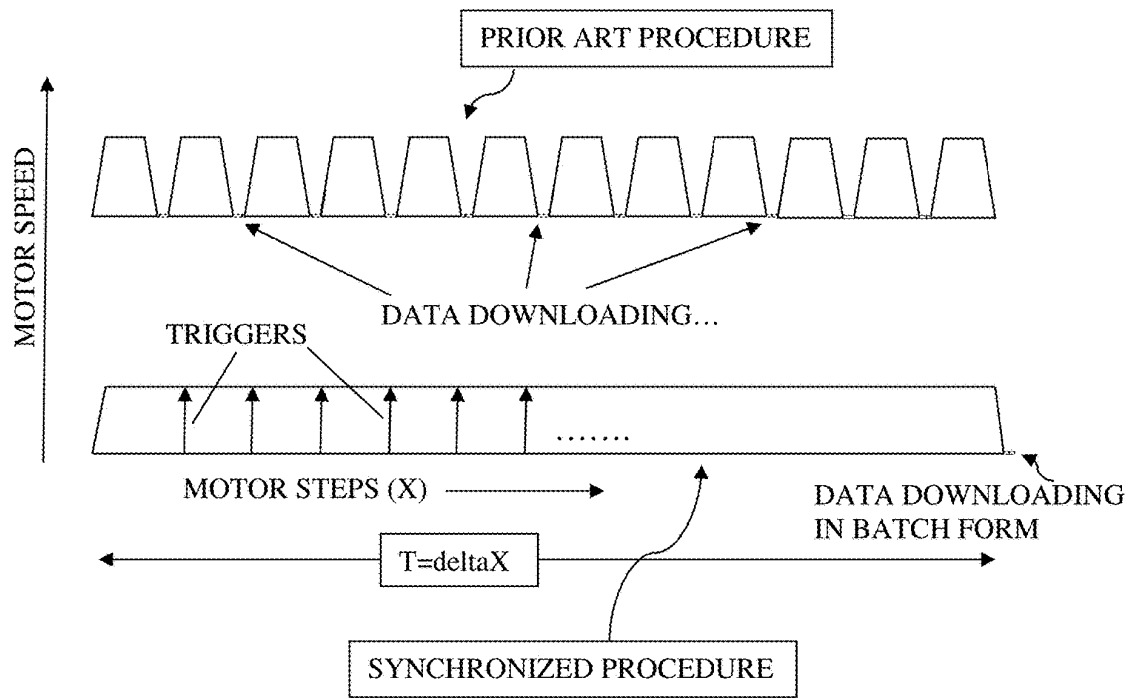 PRIOR ART PROCEDURE
MOTOR SPEED
DATA DOWNLOADING...
TRIGGERS
.......
MOTOR STEPS (X)
DATA DOWNLOADING
IN BATCH FORM
T=deltaX
SYNCHRONIZED PROCEDURE